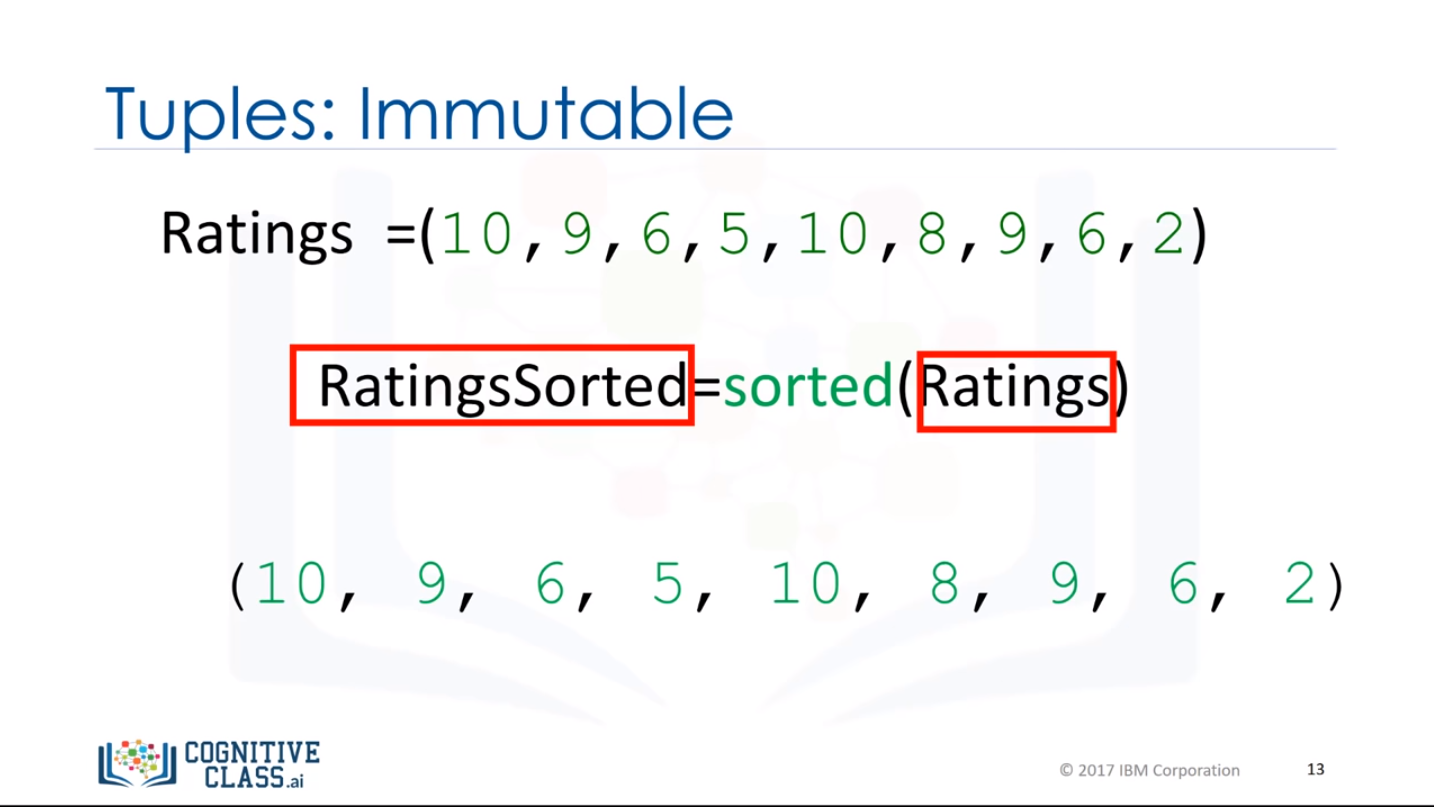 Tuples: Immutable
Ratings =(10,9,6,5,10,8,9,6,2)
RatingsSorted=sorted(Ratings)
(10, 9, 6, 5, 10, 8, 9, 6, 2)
COGNITIVE
CLASS.ai
© 2017 IBM Corporation 13